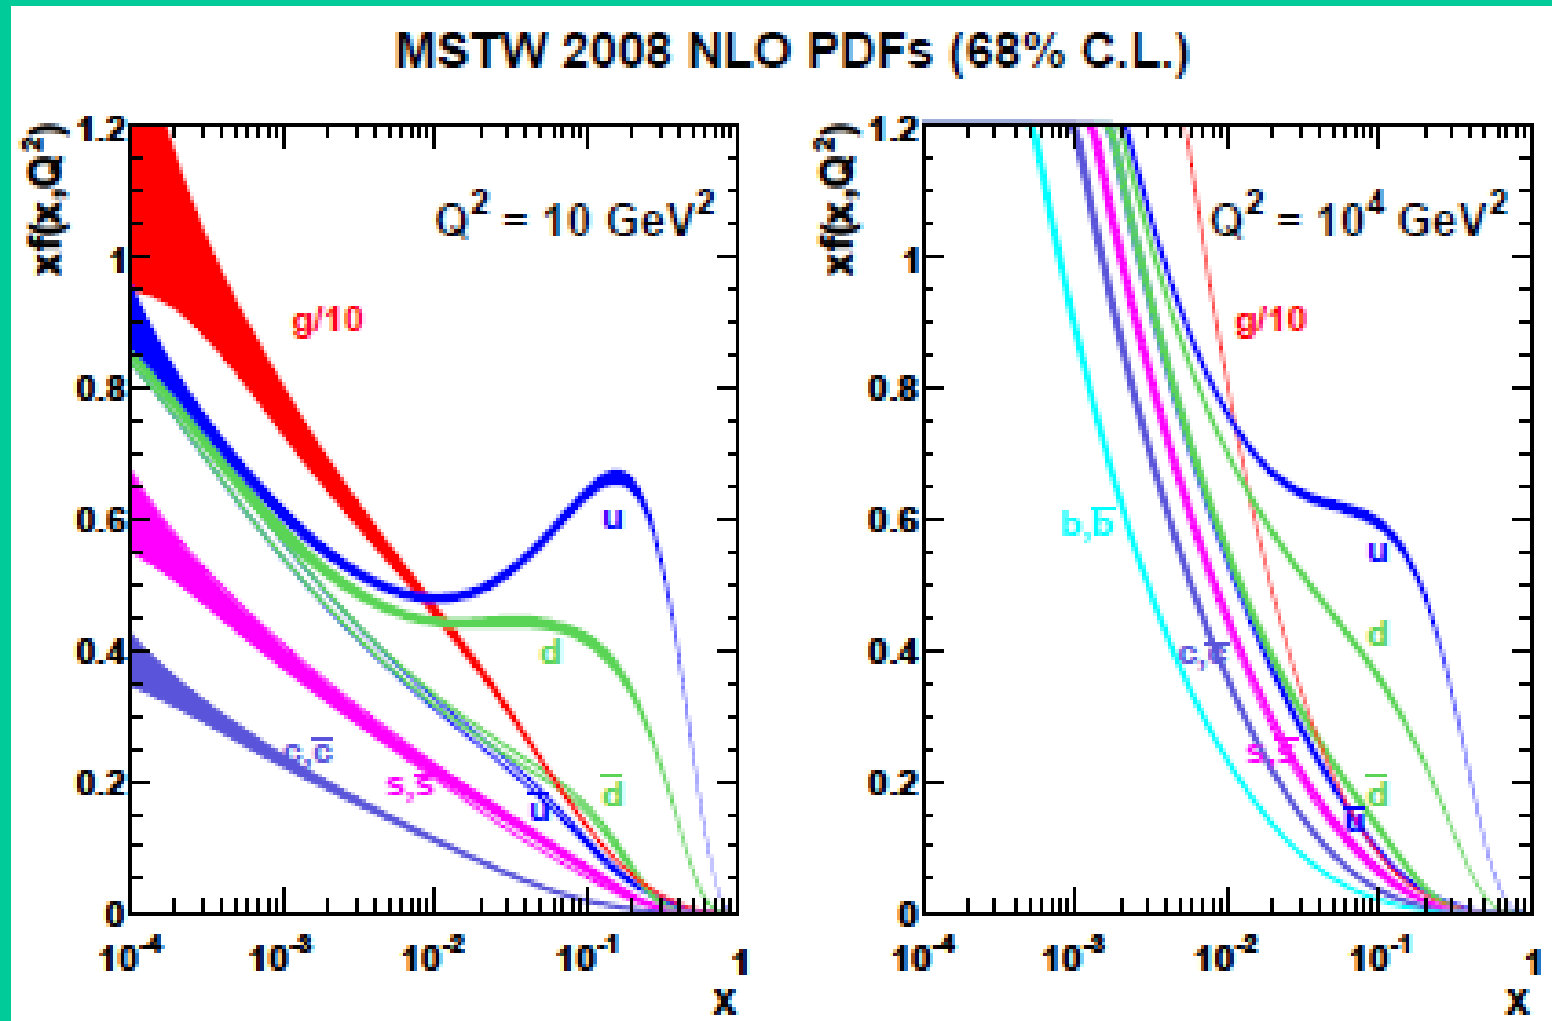 MSTW 2008 NLO PDFs (68% C.L.)
xf(x,Q²)
1.2
1
0.8
0.6
0.4
0.2
0
Q² = 10 GeV²
g/10
u
d
c,c̅
s,s̅
u̅
d̅
10⁻⁴
10⁻³
10⁻²
10⁻¹
1
x
xf(x,Q²)
1.2
1
0.8
0.6
0.4
0.2
0
Q² = 10⁴ GeV²
g/10
b,b̅
u
d
c,c̅
s,s̅
d̅
u̅
10⁻⁴
10⁻³
10⁻²
10⁻¹
1
x